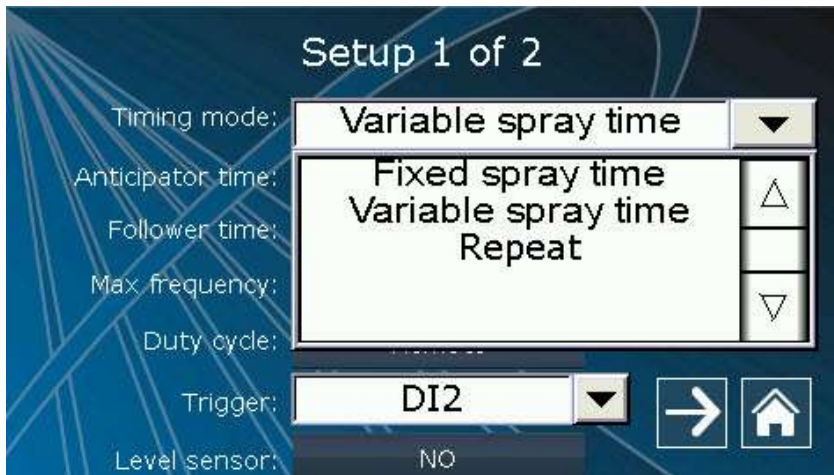 Setup 1 of 2
Timing mode: Variable spray time
Anticipator time: Fixed spray time
Variable spray time
Follower time: Repeat
Max frequency:
Duty cycle:
Trigger: DI2
Level sensor: NO